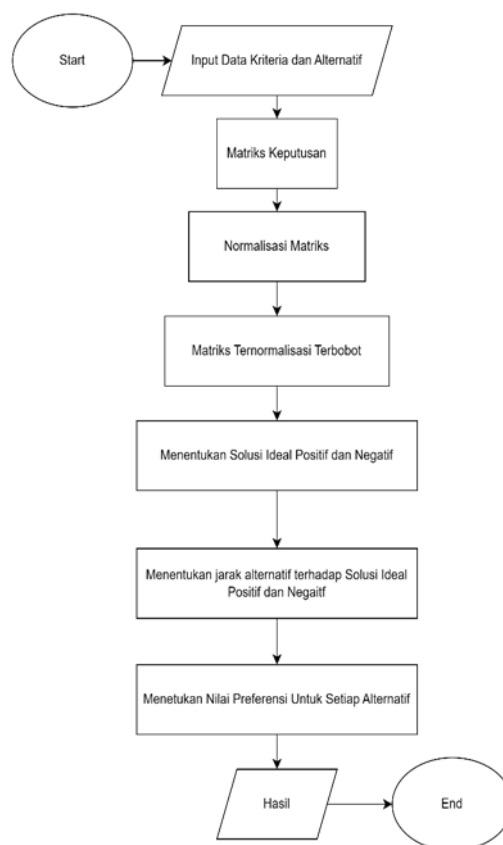 Start
Input Data Kriteria dan Alternatif
Matriks Keputusan
Normalisasi Matriks
Matriks Ternormalisasi Terbobot
Menentukan Solusi Ideal Positif dan Negatif
Menentukan jarak alternatif terhadap Solusi Ideal
Positif dan Negaitf
Menetukan Nilai Preferensi Untuk Setiap Alternatif
Hasil
End